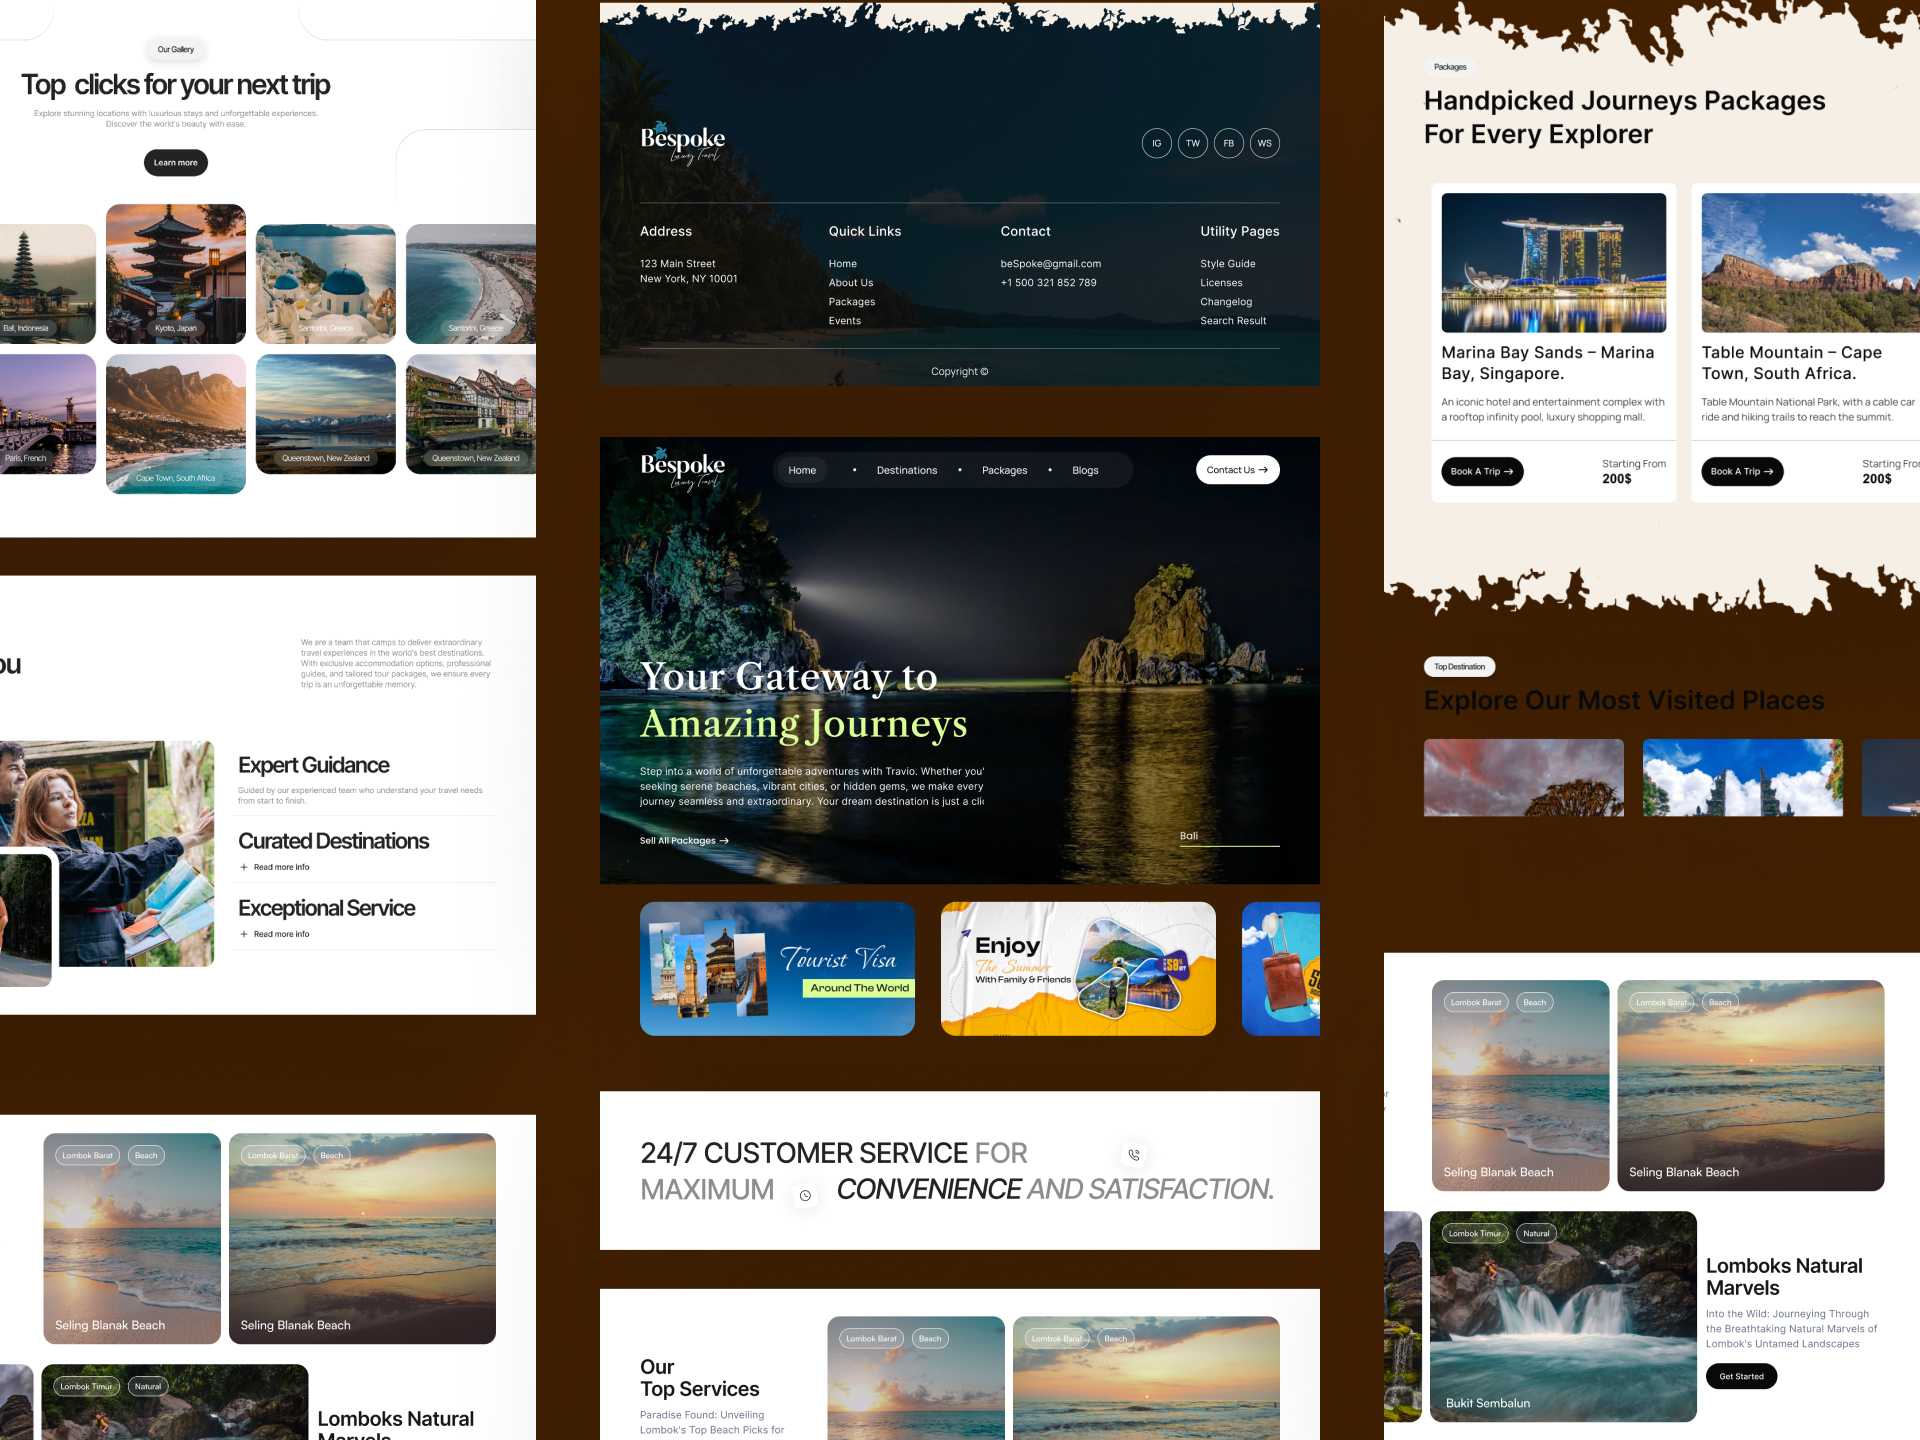 Our Gallery
Top clicks for your next trip
Explore stunning locations with luxurious stays and unforgettable experiences.
Discover the world's beauty with ease.
Learn more
Bali, Indonesia
Kyoto, Japan
Santorini, Greece
Santorini, Greece
Paris, French
Cape Town, South Africa
Queenstown, New Zealand
Queenstown, New Zealand
ou
We are a team that camps to deliver extraordinary
travel experiences in the world's best destinations.
With exclusive accommodation options, professional
guides, and tailored tour packages, we ensure every
trip is an unforgettable memory.
Expert Guidance
Guided by our experienced team who understand your travel needs
from start to finish.
Curated Destinations
+ Read more info
Exceptional Service
+ Read more info
Lombok Barat
Beach
Seling Blanak Beach
Lombok Barat
Beach
Seling Blanak Beach
Lombok Timur
Natural
Lomboks Natural
Marvels
Bespoke
Luxury Travel
IG
TW
FB
WS
Address
123 Main Street
New York, NY 10001
Quick Links
Home
About Us
Packages
Events
Contact
beSpoke@gmail.com
+1 500 321 852 789
Utility Pages
Style Guide
Licenses
Changelog
Search Result
Copyright ©
Bespoke
Luxury Travel
Home • Destinations • Packages • Blogs
Contact Us →
Your Gateway to
Amazing Journeys
Step into a world of unforgettable adventures with Travio. Whether you'
seeking serene beaches, vibrant cities, or hidden gems, we make every
journey seamless and extraordinary. Your dream destination is just a clic
Sell All Packages →
Bali
Tourist Visa
Around The World
Enjoy
The Summer
With Family & Friends
50%
OFF
24/7 CUSTOMER SERVICE FOR
MAXIMUM CONVENIENCE AND SATISFACTION.
Our
Top Services
Paradise Found: Unveiling
Lombok's Top Beach Picks for
Lombok Barat
Beach
Lombok Barat
Beach
Packages
Handpicked Journeys Packages
For Every Explorer
Marina Bay Sands – Marina
Bay, Singapore.
An iconic hotel and entertainment complex with
a rooftop infinity pool, luxury shopping mall.
Book A Trip →
Starting From
200$
Table Mountain – Cape
Town, South Africa.
Table Mountain National Park, with a cable car
ride and hiking trails to reach the summit.
Book A Trip →
Starting From
200$
Top Destination
Explore Our Most Visited Places
Lombok Barat
Beach
Seling Blanak Beach
Lombok Barat
Beach
Seling Blanak Beach
Lombok Timur
Natural
Bukit Sembalun
Lomboks Natural
Marvels
Into the Wild: Journeying Through
the Breathtaking Natural Marvels of
Lombok's Untamed Landscapes
Get Started